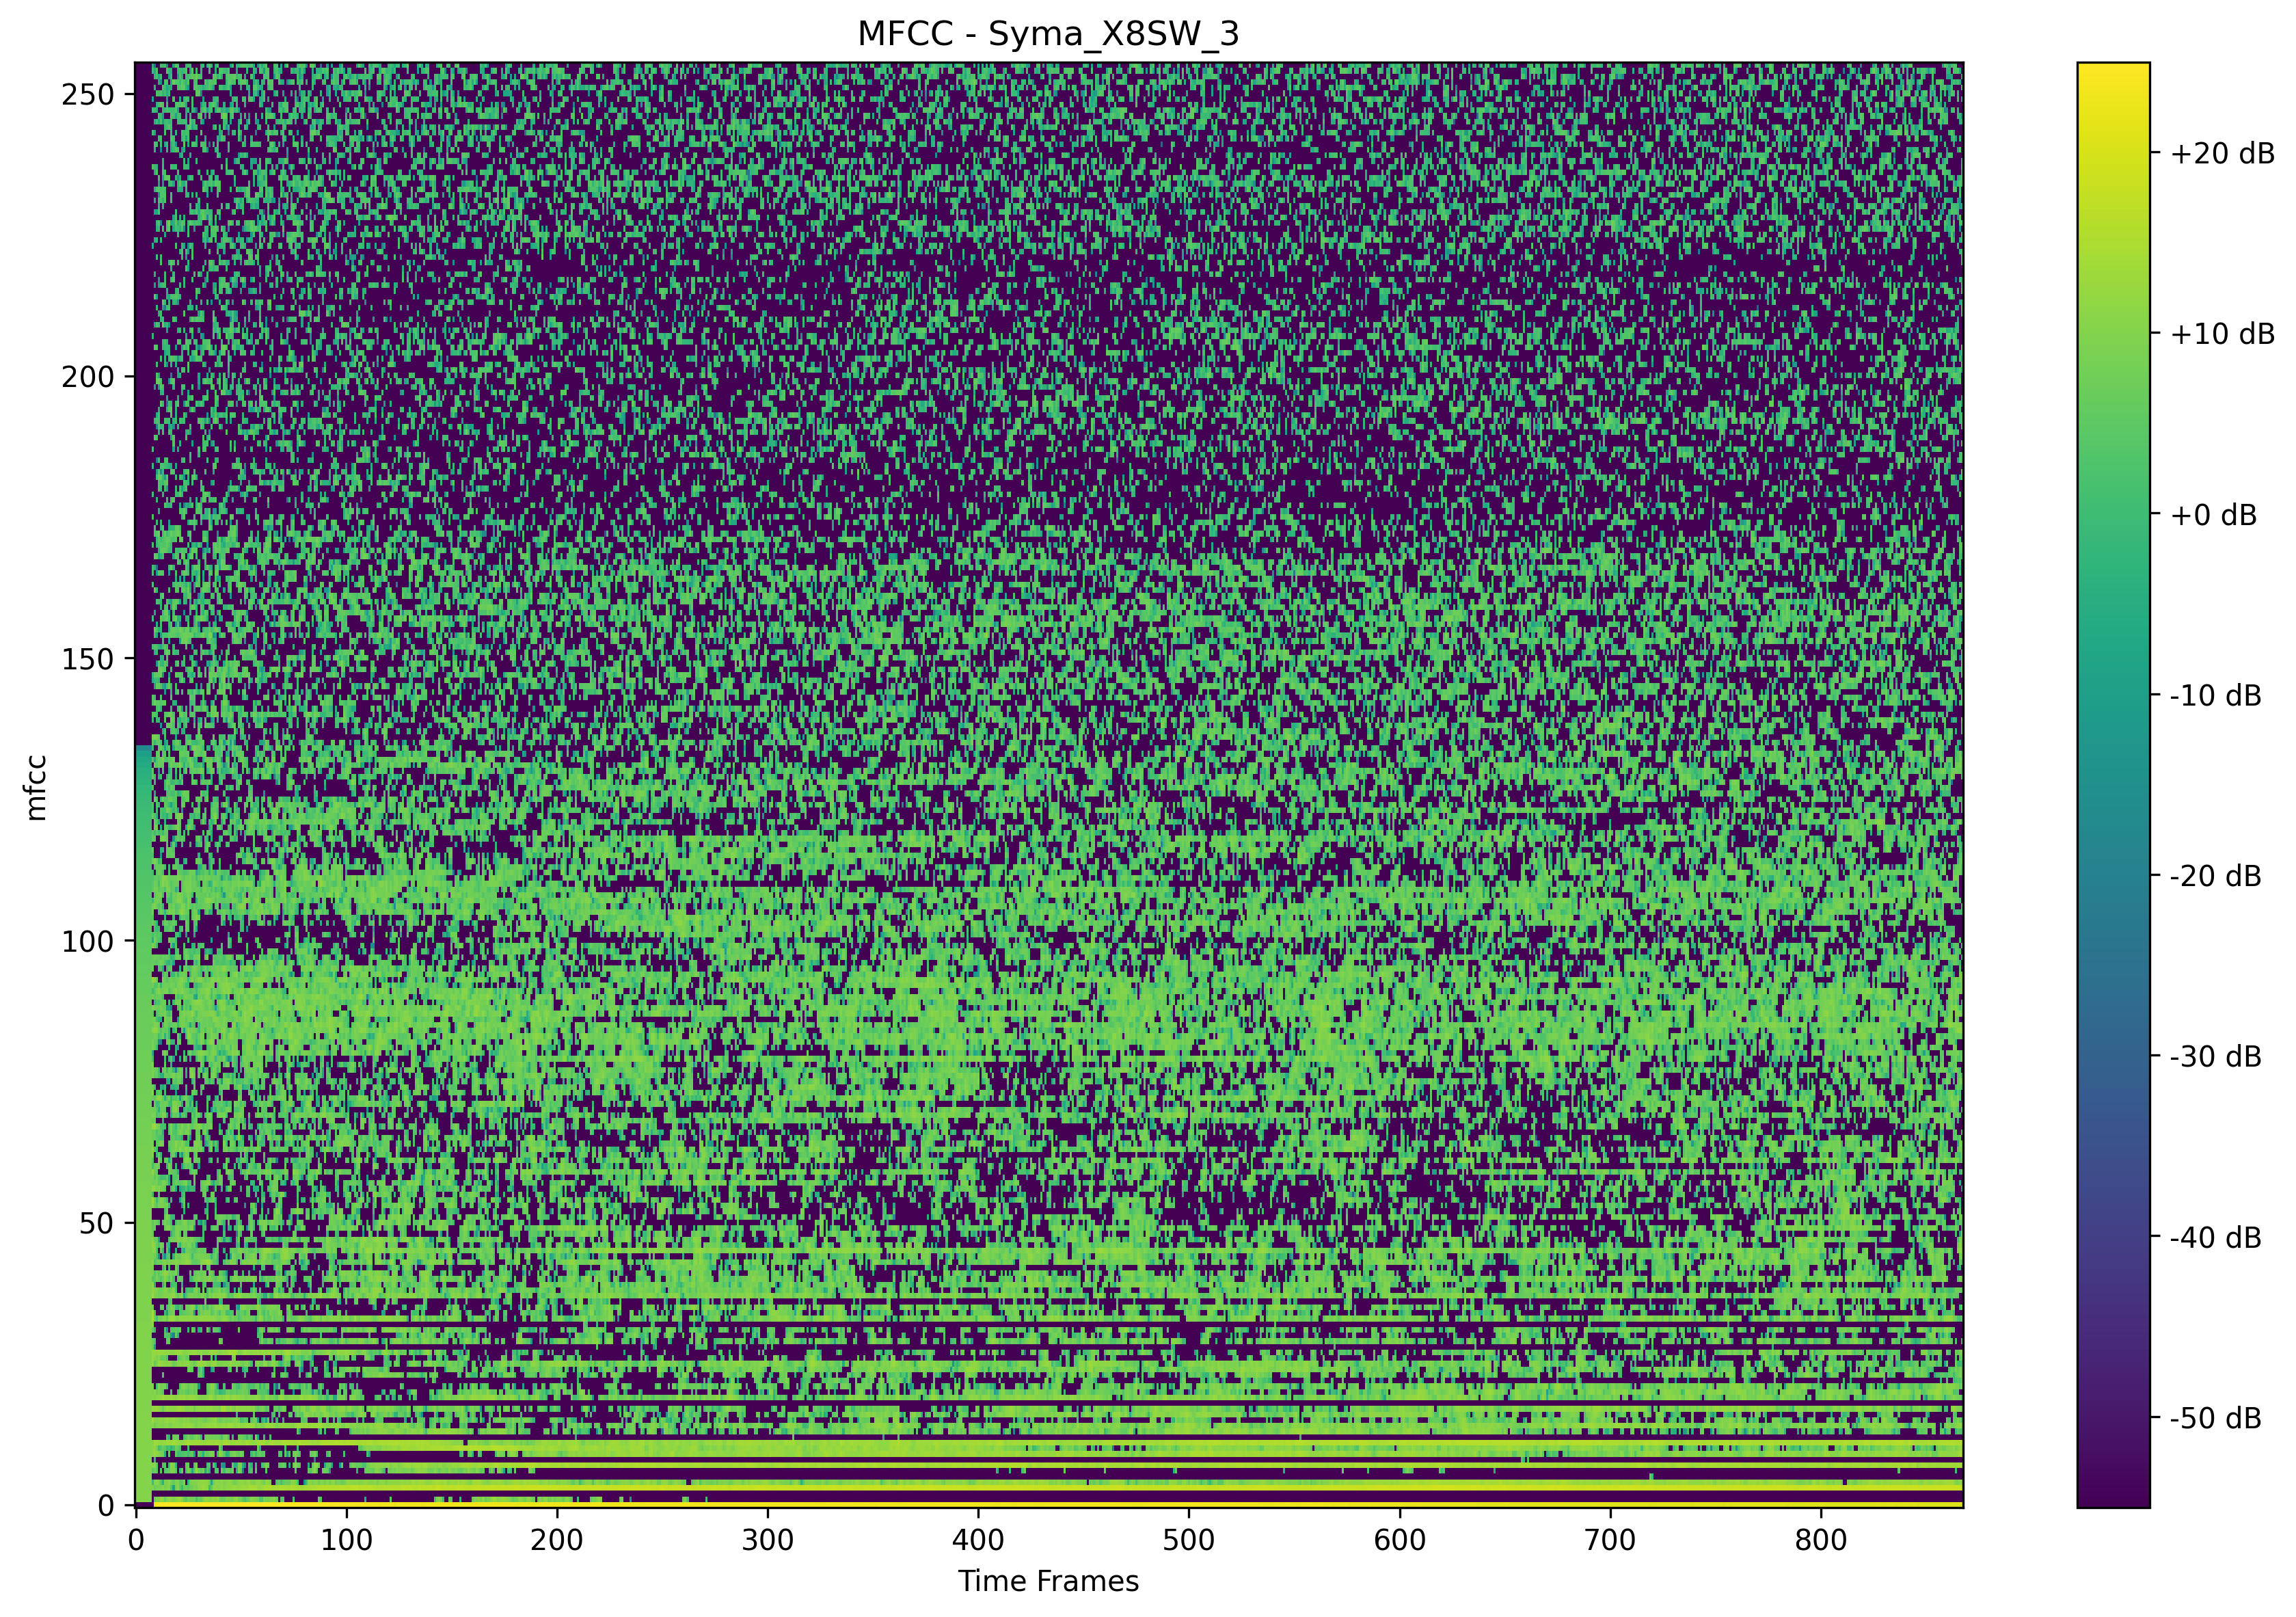 MFCC - Syma_X8SW_3
250
200
150
100
50
0
mfcc
0 100 200 300 400 500 600 700 800
Time Frames
+20 dB
+10 dB
+0 dB
-10 dB
-20 dB
-30 dB
-40 dB
-50 dB